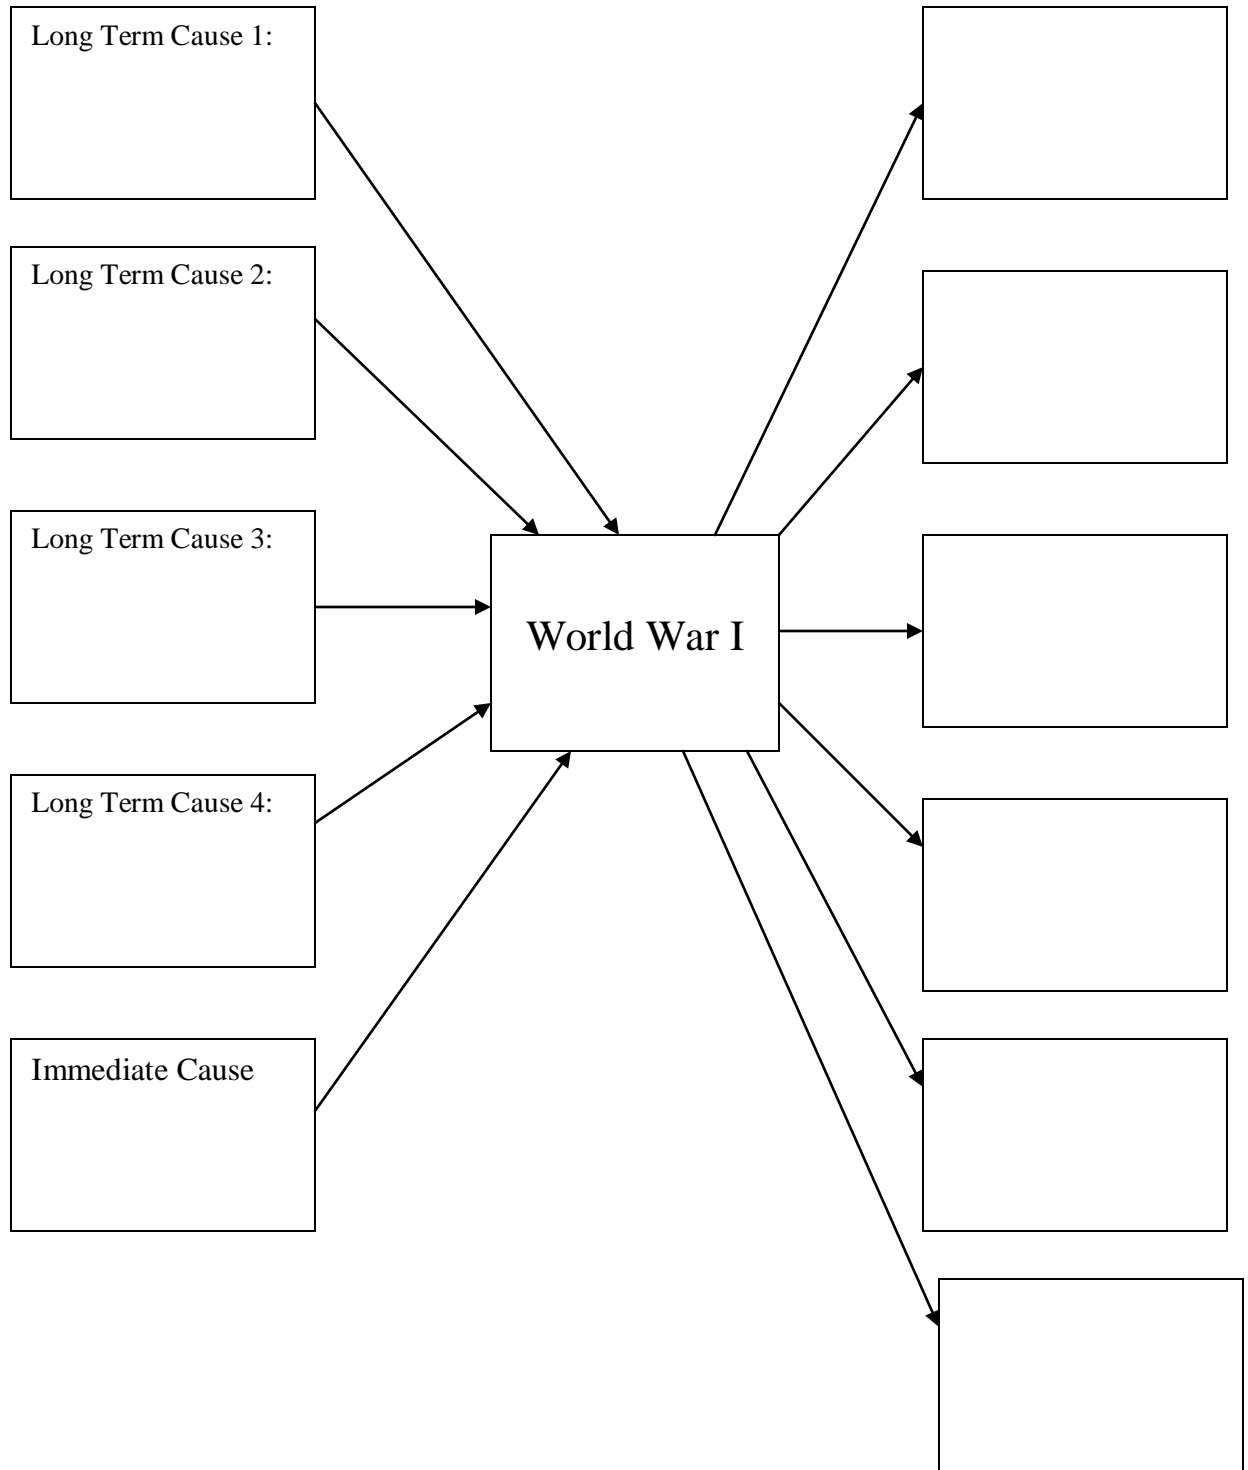 Long Term Cause 1:
Long Term Cause 2:
Long Term Cause 3:
World War I
Long Term Cause 4:
Immediate Cause